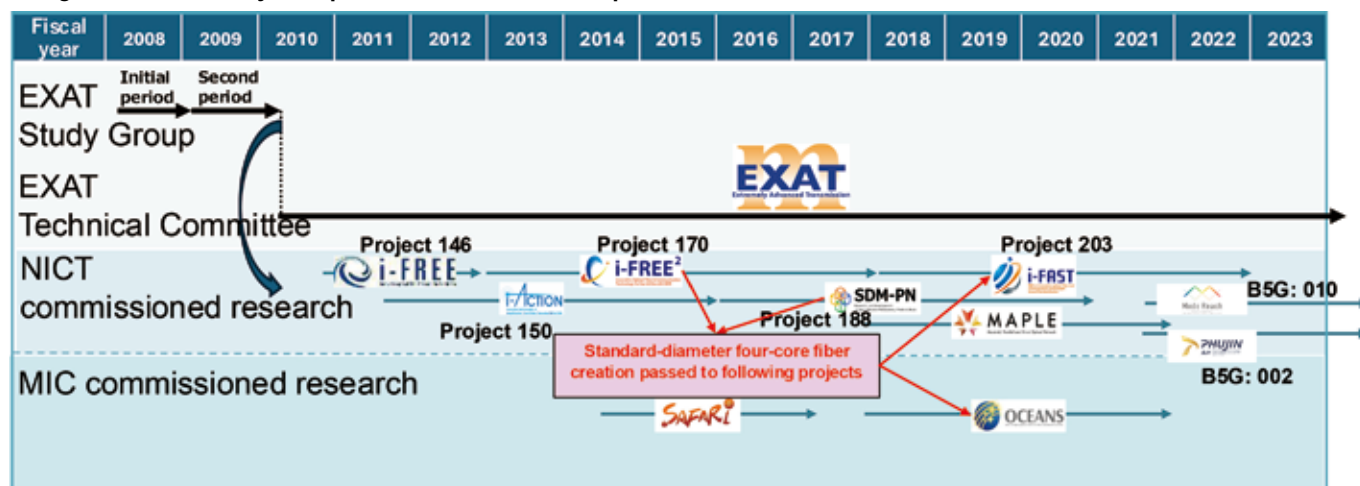 Fiscal year 2008 2009 2010 2011 2012 2013 2014 2015 2016 2017 2018 2019 2020 2021 2022 2023
Initial period
Second period
EXAT
Study Group
m
EXAT
Extremely Advanced Transmission
EXAT
Technical Committee
Project 146
Project 170
Project 203
NICT
commissioned research
i-FREE
i-FREE²
i-FAST
i-ACTION
SDM-PN
B5G: 010
Project 150
Project 188
MAPLE
PHUJIN
Standard-diameter four-core fiber
creation passed to following projects
B5G: 002
MIC commissioned research
SAFARI
OCEANS